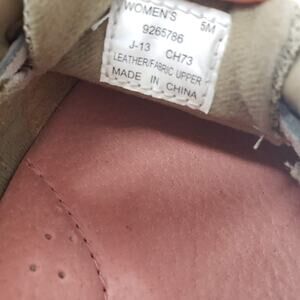 WOMEN'S 5M
9265786
J-13 CH73
LEATHER/FABRIC UPPER
MADE IN CHINA